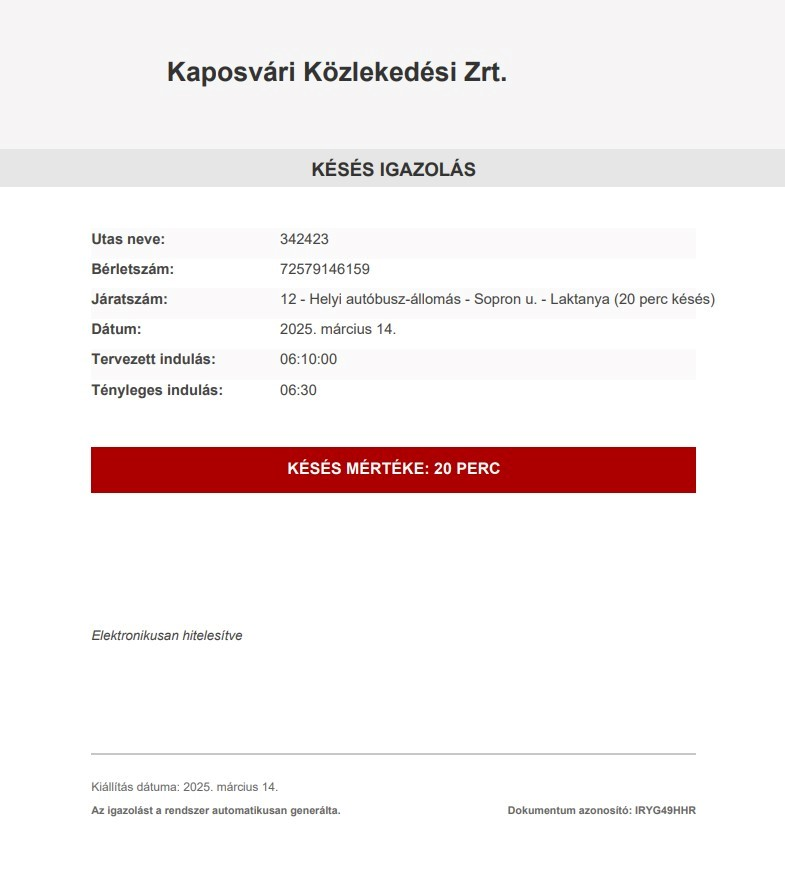 Kaposvári Közlekedési Zrt.
KÉSÉS IGAZOLÁS
Utas neve: 342423
Bérletszám: 72579146159
Járatszám: 12 - Helyi autóbusz-állomás - Sopron u. - Laktanya (20 perc késés)
Dátum: 2025. március 14.
Tervezett indulás: 06:10:00
Tényleges indulás: 06:30
KÉSÉS MÉRTÉKE: 20 PERC
Elektronikusan hitelesítve
Kiállítás dátuma: 2025. március 14.
Az igazolást a rendszer automatikusan generálta. Dokumentum azonosító: IRYG49HHR